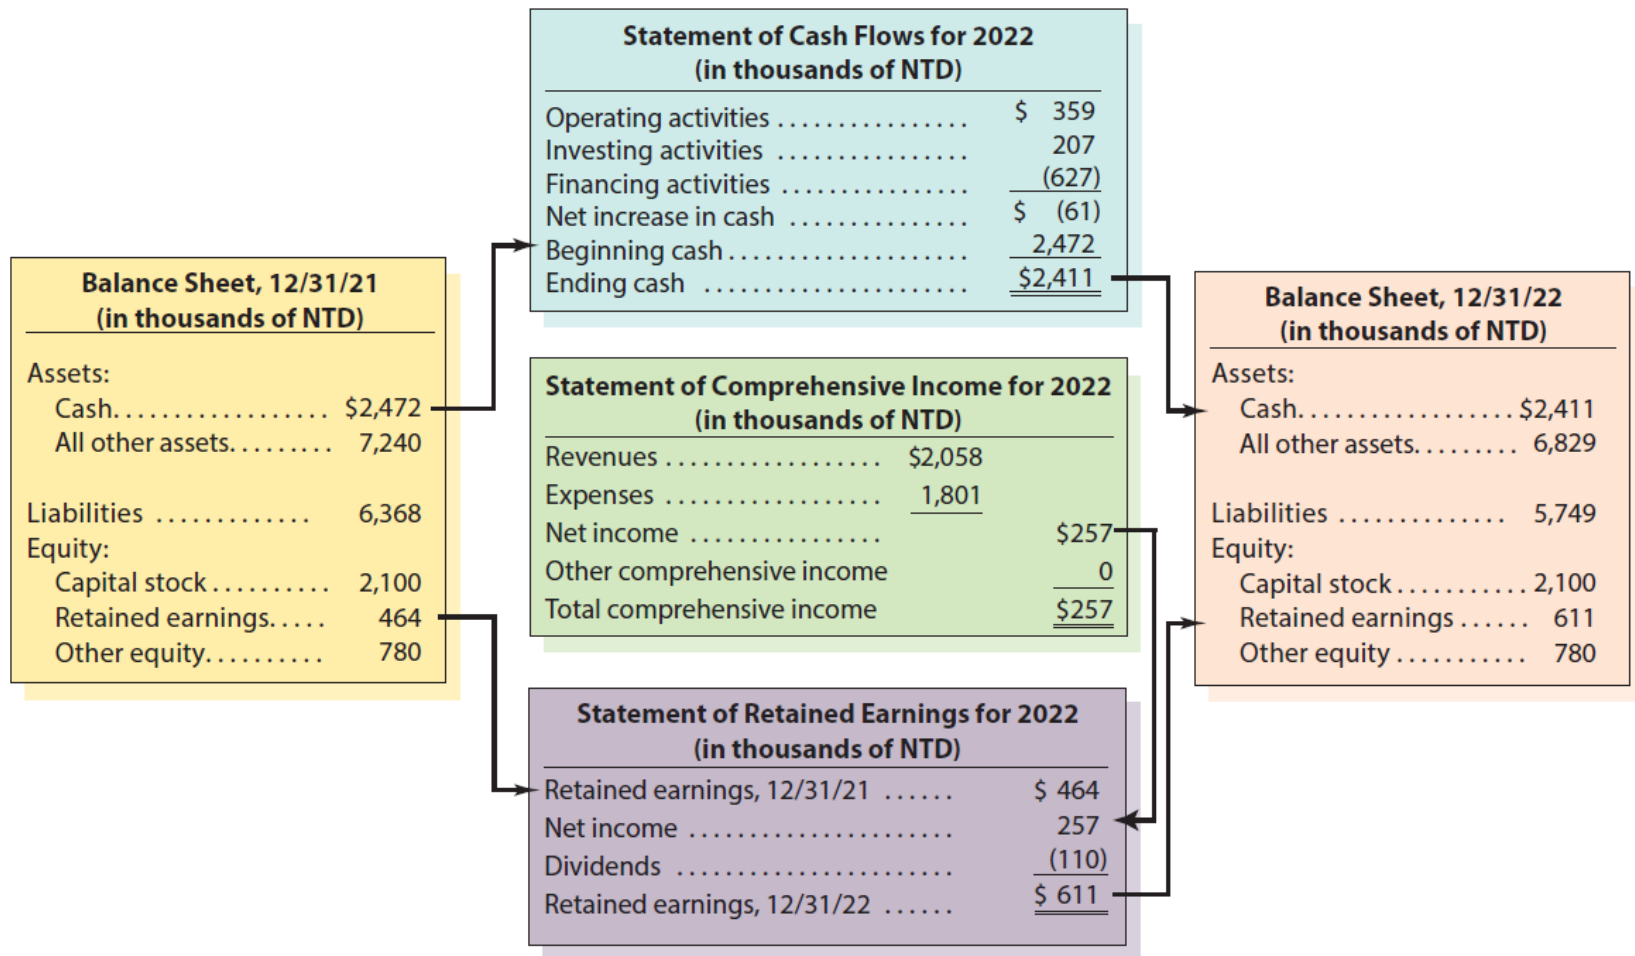 Statement of Cash Flows for 2022
(in thousands of NTD)
Operating activities ................ $ 359
Investing activities ................ 207
Financing activities ................ (627)
Net increase in cash ............... $ (61)
Beginning cash .................... 2,472
Ending cash ...................... $2,411
Balance Sheet, 12/31/21
(in thousands of NTD)
Assets:
Cash.................. $2,472
All other assets......... 7,240
Liabilities ............. 6,368
Equity:
Capital stock .......... 2,100
Retained earnings..... 464
Other equity.......... 780
Statement of Comprehensive Income for 2022
(in thousands of NTD)
Revenues .................. $2,058
Expenses .................. 1,801
Net income ................ $257
Other comprehensive income 0
Total comprehensive income $257
Statement of Retained Earnings for 2022
(in thousands of NTD)
Retained earnings, 12/31/21 ...... $ 464
Net income ...................... 257
Dividends ....................... (110)
Retained earnings, 12/31/22 ...... $ 611
Balance Sheet, 12/31/22
(in thousands of NTD)
Assets:
Cash.................. $2,411
All other assets......... 6,829
Liabilities .............. 5,749
Equity:
Capital stock ........... 2,100
Retained earnings ...... 611
Other equity ........... 780